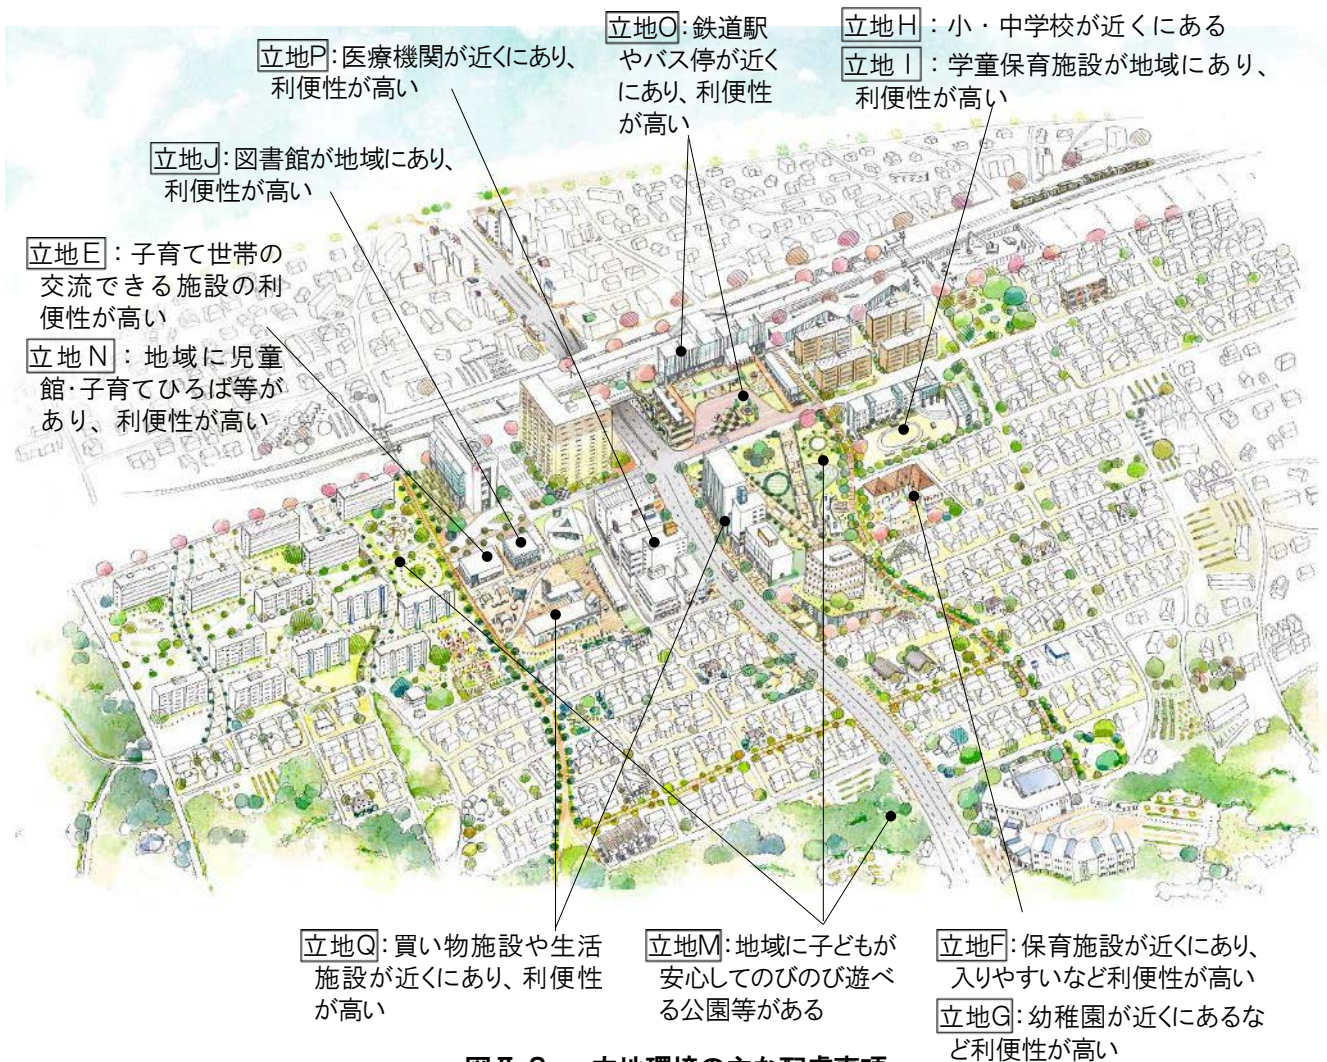 立地P:医療機関が近くにあり、
利便性が高い
立地O:鉄道駅
やバス停が近く
にあり、利便性
が高い
立地H:小・中学校が近くにある
立地I:学童保育施設が地域にあり、
利便性が高い
立地J:図書館が地域にあり、
利便性が高い
立地E:子育て世帯の
交流できる施設の利
便性が高い
立地N:地域に児童
館・子育てひろば等が
あり、利便性が高い
立地Q:買い物施設や生活
施設が近くにあり、利便性
が高い
立地M:地域に子どもが
安心してのびのび遊べ
る公園等がある
立地F:保育施設が近くにあり、
入りやすいなど利便性が高い
立地G:幼稚園が近くにあるな
ど利便性が高い